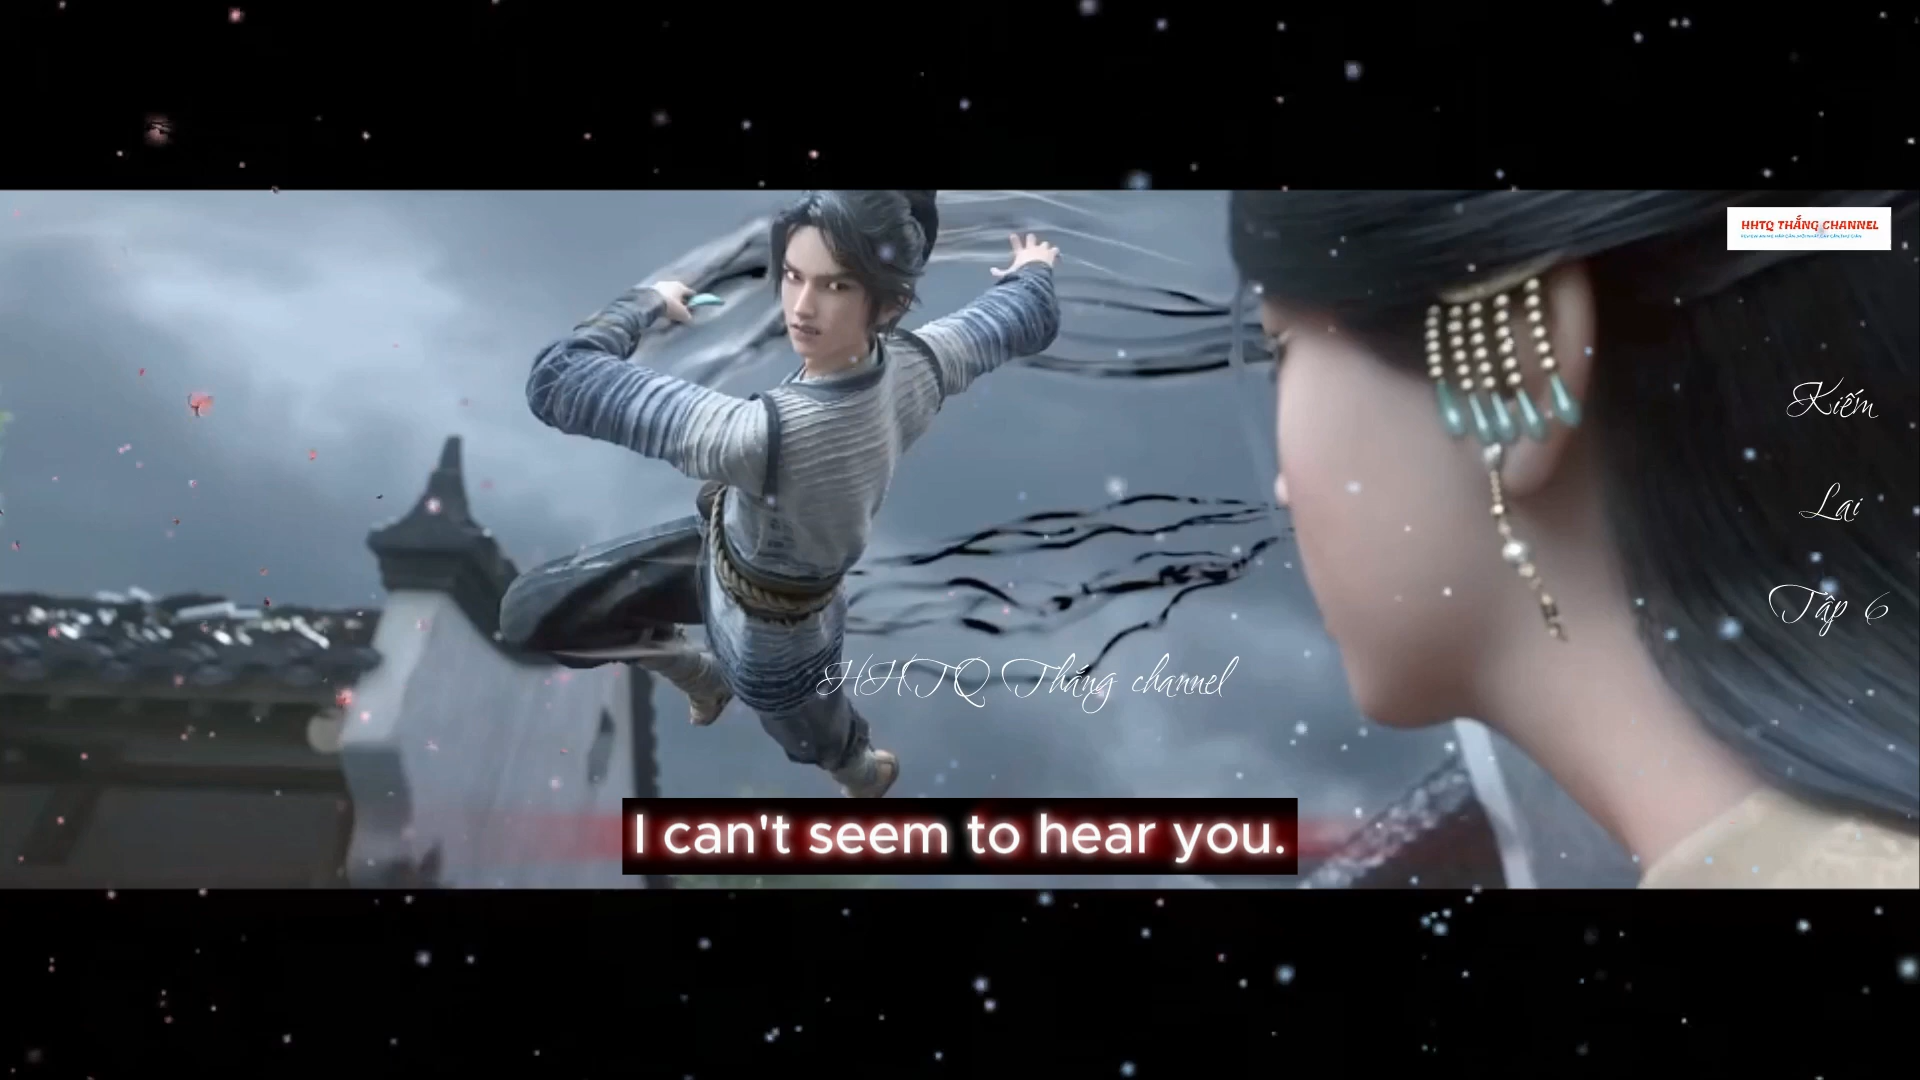 HHTQ THẮNG CHANNEL
Kiếm
Lai
Tập 6
HHTQ Thắng channel
I can't seem to hear you.